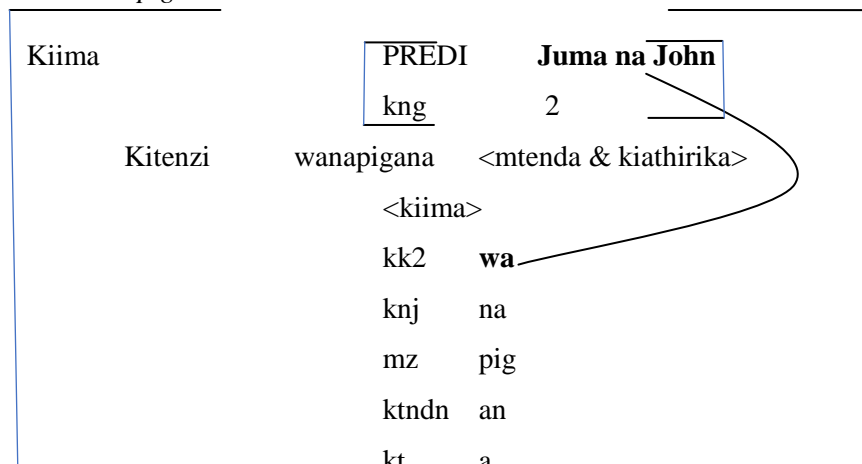 Kiima PREDI Juma na John
kng 2
Kitenzi wanapigana <mtenda & kiathirika>
<kiima>
kk2 wa
knj na
mz pig
ktndn an
kt a